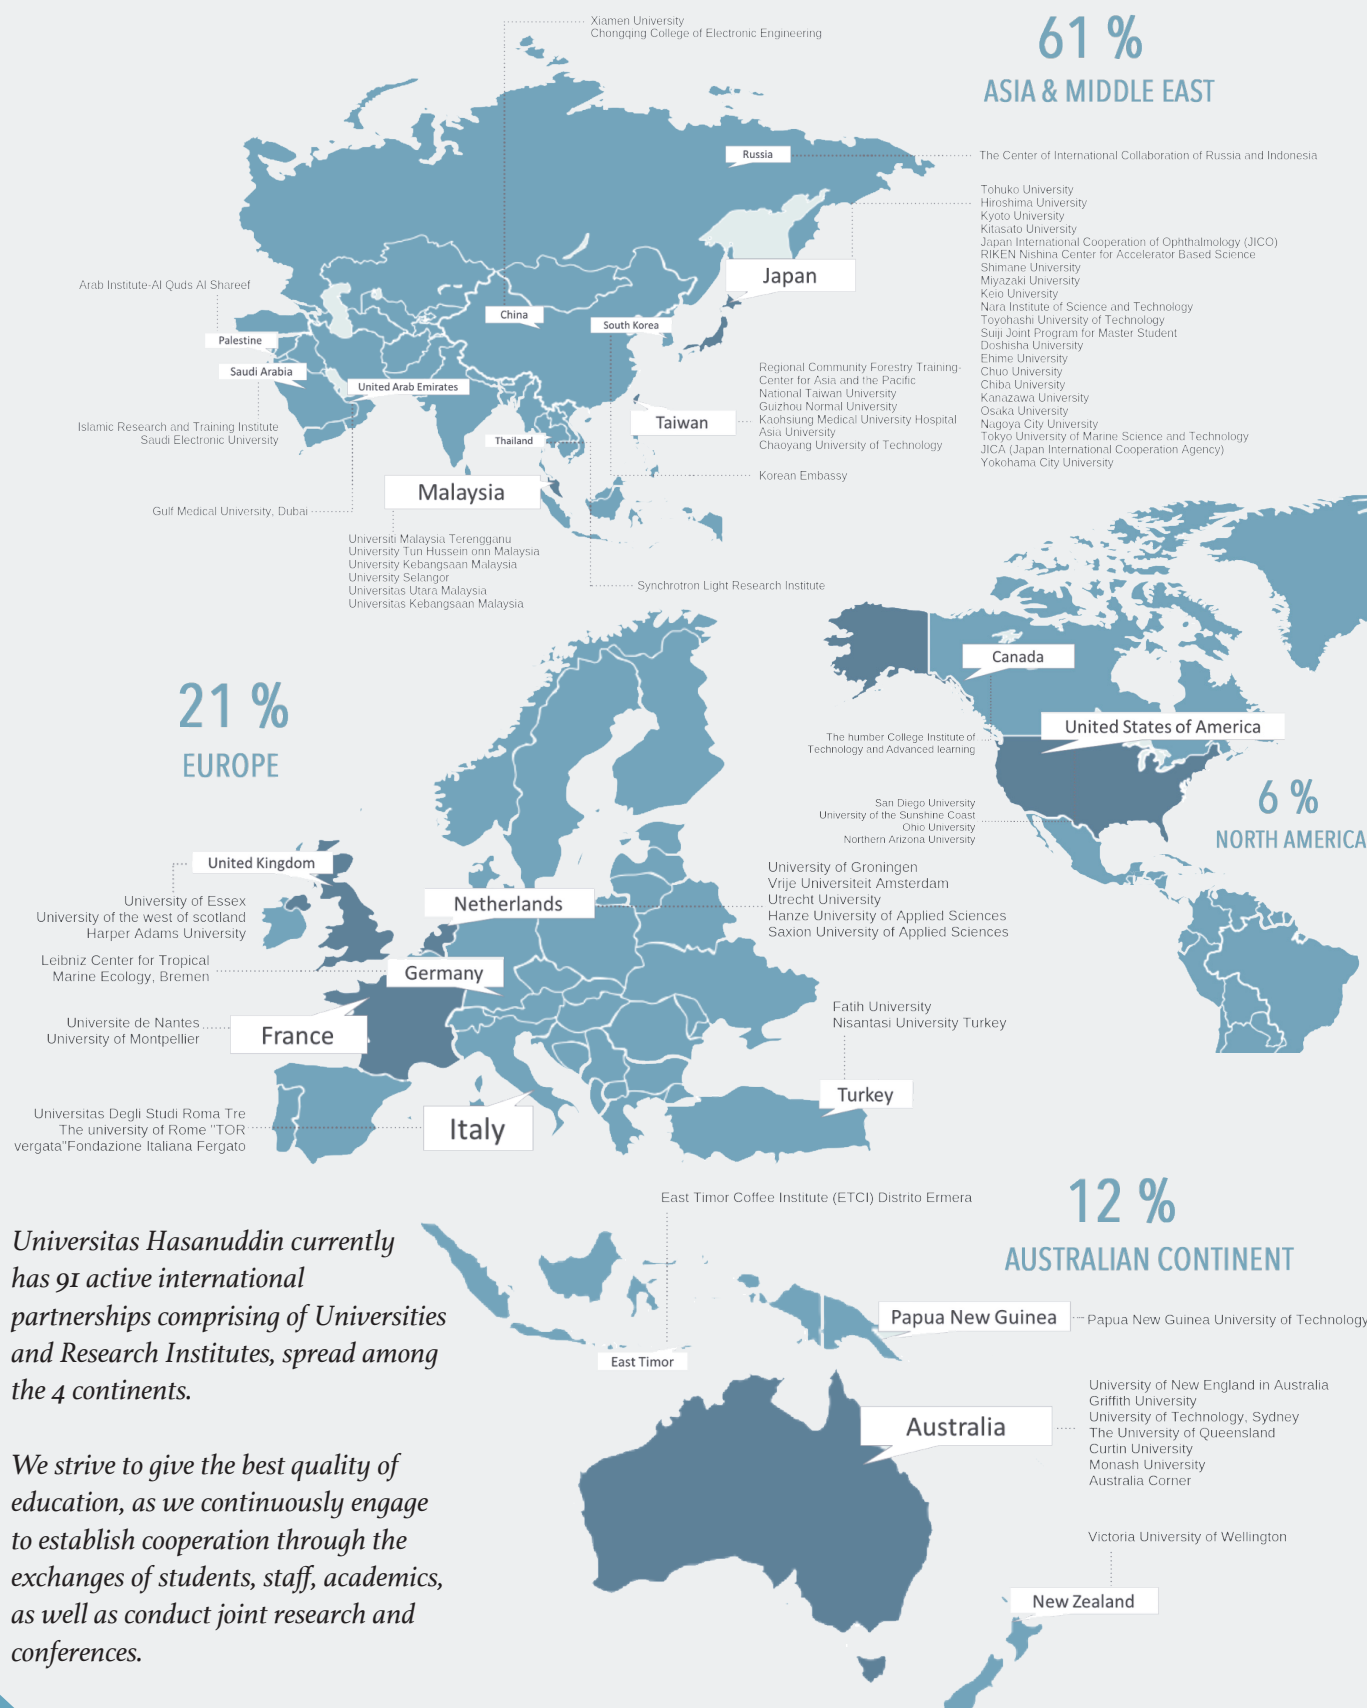 Xiamen University
Chongqing College of Electronic Engineering
61 %
ASIA & MIDDLE EAST
Russia
The Center of International Collaboration of Russia and Indonesia
Tohuko University
Hiroshima University
Kyoto University
Kitasato University
Japan International Cooperation of Ophthalmology (JICO)
RIKEN Nishina Center for Accelerator Based Science
Shimane University
Miyazaki University
Keio University
Nara Institute of Science and Technology
Toyohashi University of Technology
Suiji Joint Program for Master Student
Doshisha University
Ehime University
Chuo University
Chiba University
Kanazawa University
Osaka University
Nagoya City University
Tokyo University of Marine Science and Technology
JICA (Japan International Cooperation Agency)
Yokohama City University
Japan
Arab Institute-Al Quds Al Shareef
China
South Korea
Palestine
Saudi Arabia
United Arab Emirates
Regional Community Forestry Training-
Center for Asia and the Pacific
National Taiwan University
Guizhou Normal University
Kaohsiung Medical University Hospital
Asia University
Chaoyang University of Technology
Taiwan
Islamic Research and Training Institute
Saudi Electronic University
Thailand
Korean Embassy
Malaysia
Gulf Medical University, Dubai
Universiti Malaysia Terengganu
University Tun Hussein onn Malaysia
University Kebangsaan Malaysia
University Selangor
Universitas Utara Malaysia
Universitas Kebangsaan Malaysia
Synchrotron Light Research Institute
21 %
EUROPE
Canada
United States of America
The humber College Institute of
Technology and Advanced learning
6 %
NORTH AMERICA
San Diego University
University of the Sunshine Coast
Ohio University
Northern Arizona University
United Kingdom
University of Essex
University of the west of scotland
Harper Adams University
Netherlands
University of Groningen
Vrije Universiteit Amsterdam
Utrecht University
Hanze University of Applied Sciences
Saxion University of Applied Sciences
Leibniz Center for Tropical
Marine Ecology, Bremen
Germany
Universite de Nantes
University of Montpellier
France
Fatih University
Nisantasi University Turkey
Turkey
Universitas Degli Studi Roma Tre
The university of Rome "TOR
vergata"Fondazione Italiana Fergato
Italy
East Timor Coffee Institute (ETCI) Distrito Ermera
12 %
AUSTRALIAN CONTINENT
Papua New Guinea
Papua New Guinea University of Technology
East Timor
Australia
University of New England in Australia
Griffith University
University of Technology, Sydney
The University of Queensland
Curtin University
Monash University
Australia Corner
Victoria University of Wellington
New Zealand
Universitas Hasanuddin currently
has 91 active international
partnerships comprising of Universities
and Research Institutes, spread among
the 4 continents.
We strive to give the best quality of
education, as we continuously engage
to establish cooperation through the
exchanges of students, staff, academics,
as well as conduct joint research and
conferences.